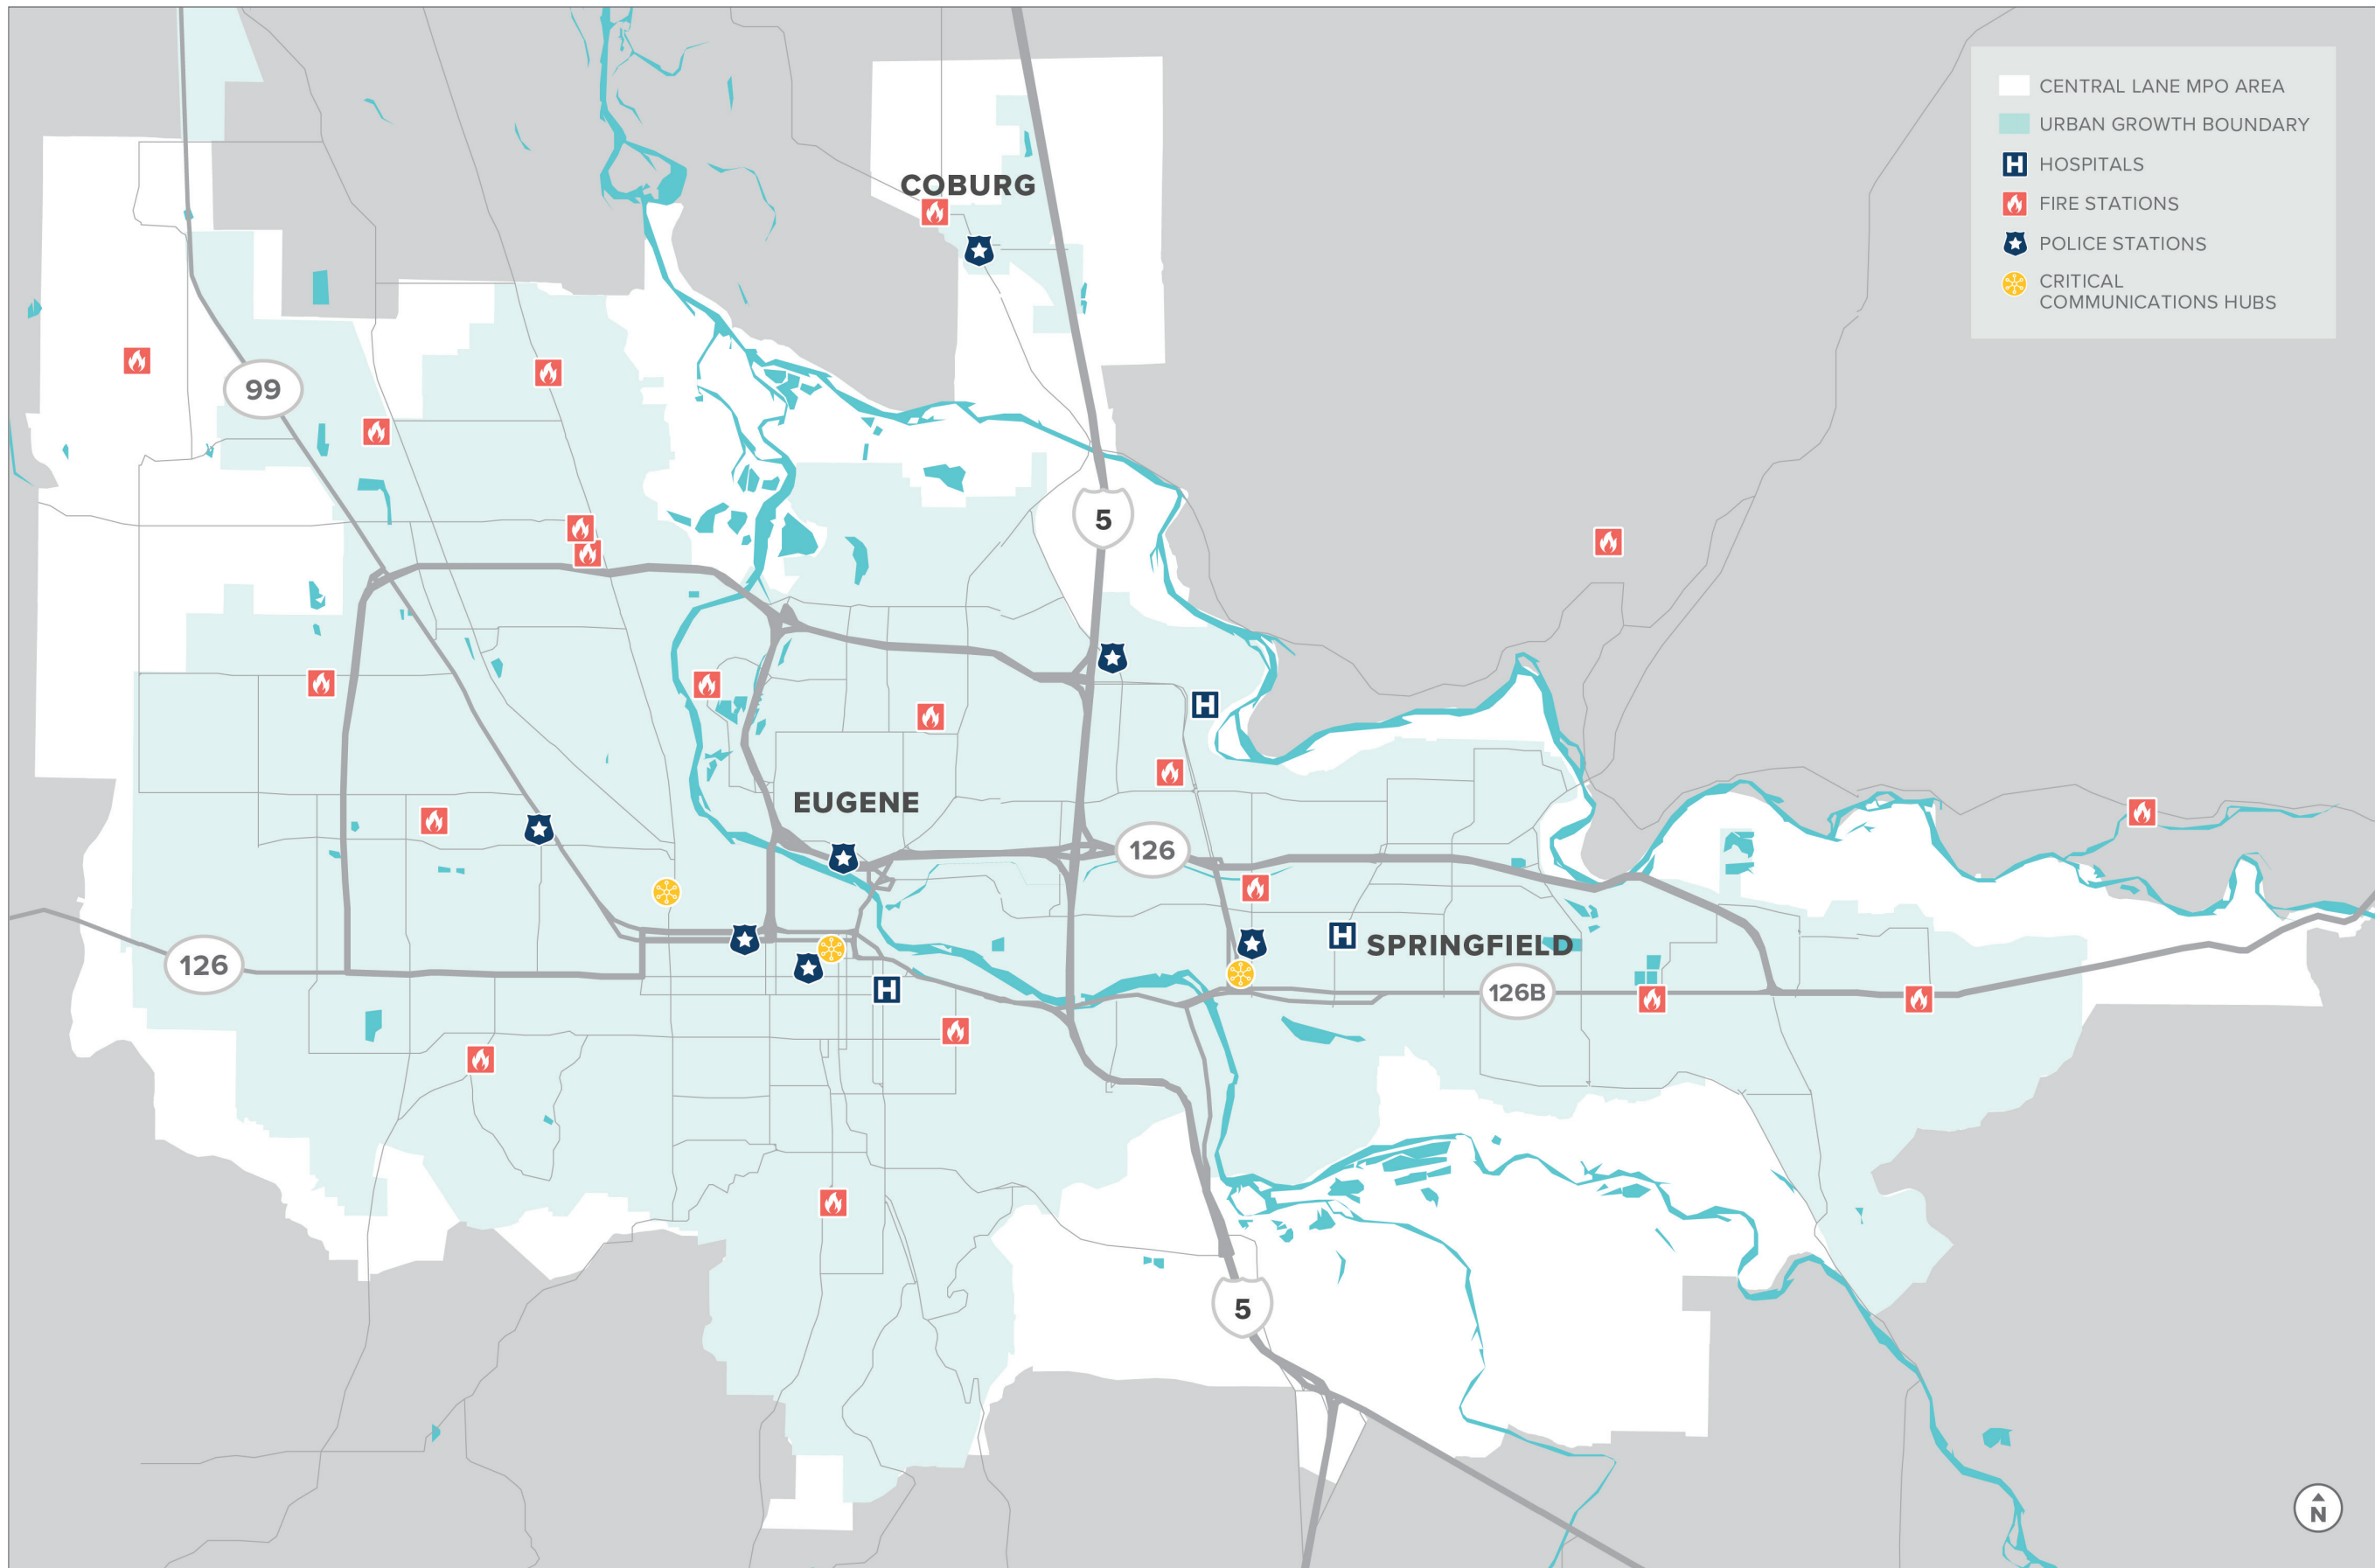 CENTRAL LANE MPO AREA
URBAN GROWTH BOUNDARY
H HOSPITALS
FIRE STATIONS
POLICE STATIONS
CRITICAL
COMMUNICATIONS HUBS
COBURG
99
5
H
EUGENE
126
H
SPRINGFIELD
126
H
126B
5
N